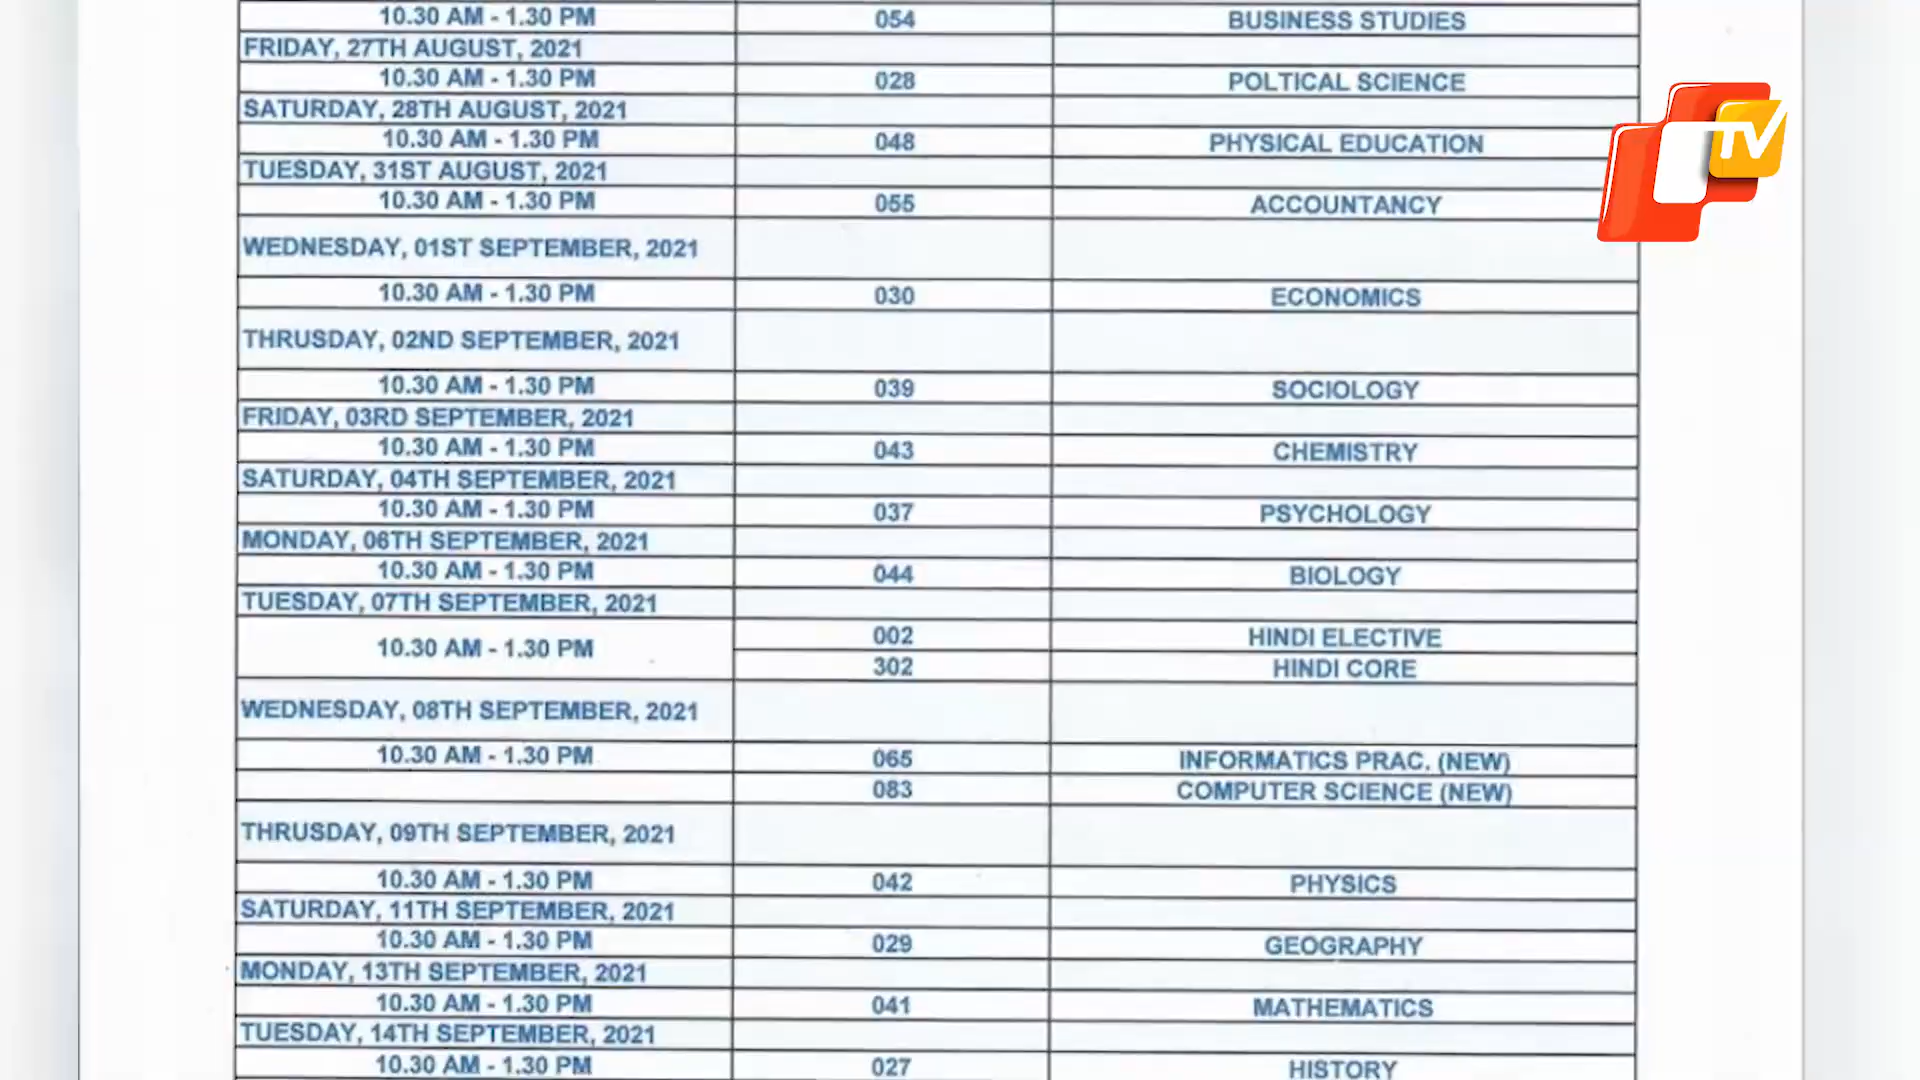 10.30 AM - 1.30 PM 054 BUSINESS STUDIES
FRIDAY, 27TH AUGUST, 2021
10.30 AM - 1.30 PM 028 POLTICAL SCIENCE
SATURDAY, 28TH AUGUST, 2021
10.30 AM - 1.30 PM 048 PHYSICAL EDUCATION
TV
TUESDAY, 31ST AUGUST, 2021
10.30 AM - 1.30 PM 055 ACCOUNTANCY
WEDNESDAY, 01ST SEPTEMBER, 2021
10.30 AM - 1.30 PM 030 ECONOMICS
THRUSDAY, 02ND SEPTEMBER, 2021
10.30 AM - 1.30 PM 039 SOCIOLOGY
FRIDAY, 03RD SEPTEMBER, 2021
10.30 AM - 1.30 PM 043 CHEMISTRY
SATURDAY, 04TH SEPTEMBER, 2021
10.30 AM - 1.30 PM 037 PSYCHOLOGY
MONDAY, 06TH SEPTEMBER, 2021
10.30 AM - 1.30 PM 044 BIOLOGY
TUESDAY, 07TH SEPTEMBER, 2021
10.30 AM - 1.30 PM 002 HINDI ELECTIVE
302 HINDI CORE
WEDNESDAY, 08TH SEPTEMBER, 2021
10.30 AM - 1.30 PM 065 INFORMATICS PRAC. (NEW)
083 COMPUTER SCIENCE (NEW)
THRUSDAY, 09TH SEPTEMBER, 2021
10.30 AM - 1.30 PM 042 PHYSICS
SATURDAY, 11TH SEPTEMBER, 2021
10.30 AM - 1.30 PM 029 GEOGRAPHY
MONDAY, 13TH SEPTEMBER, 2021
10.30 AM - 1.30 PM 041 MATHEMATICS
TUESDAY, 14TH SEPTEMBER, 2021
10.30 AM - 1.30 PM 027 HISTORY